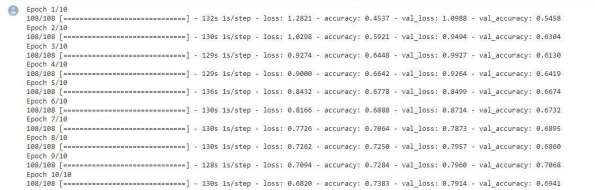 Epoch 1/10
108/108 [==============================] - 132s 1s/step - loss: 1.2821 - accuracy: 0.4537 - val_loss: 1.0988 - val_accuracy: 0.5458
Epoch 2/10
108/108 [==============================] - 130s 1s/step - loss: 1.0298 - accuracy: 0.5921 - val_loss: 0.9494 - val_accuracy: 0.6304
Epoch 3/10
108/108 [==============================] - 129s 1s/step - loss: 0.9274 - accuracy: 0.6448 - val_loss: 0.9927 - val_accuracy: 0.6130
Epoch 4/10
108/108 [==============================] - 129s 1s/step - loss: 0.9000 - accuracy: 0.6642 - val_loss: 0.9264 - val_accuracy: 0.6419
Epoch 5/10
108/108 [==============================] - 136s 1s/step - loss: 0.8432 - accuracy: 0.6778 - val_loss: 0.8499 - val_accuracy: 0.6674
Epoch 6/10
108/108 [==============================] - 130s 1s/step - loss: 0.8166 - accuracy: 0.6888 - val_loss: 0.8714 - val_accuracy: 0.6732
Epoch 7/10
108/108 [==============================] - 130s 1s/step - loss: 0.7726 - accuracy: 0.7064 - val_loss: 0.7873 - val_accuracy: 0.6895
Epoch 8/10
108/108 [==============================] - 130s 1s/step - loss: 0.7262 - accuracy: 0.7250 - val_loss: 0.7957 - val_accuracy: 0.6860
Epoch 9/10
108/108 [==============================] - 128s 1s/step - loss: 0.7094 - accuracy: 0.7284 - val_loss: 0.7960 - val_accuracy: 0.7068
Epoch 10/10
108/108 [==============================] - 130s 1s/step - loss: 0.6820 - accuracy: 0.7383 - val_loss: 0.7914 - val_accuracy: 0.6941